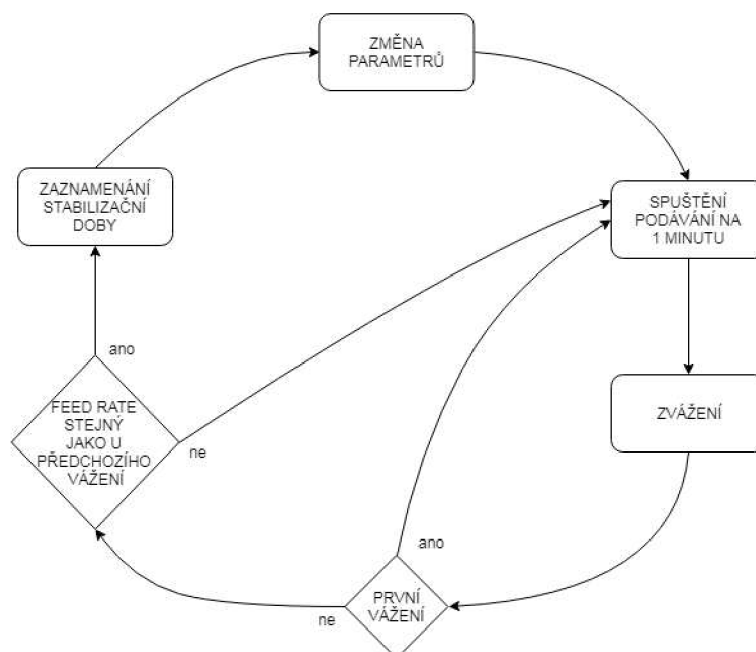 ZMĚNA
PARAMETRŮ
ZAZNAMENÁNÍ
STABILIZAČNÍ
DOBY
SPUŠTĚNÍ
PODÁVÁNÍ NA
1 MINUTU
ano
FEED RATE
STEJNÝ
JAKO U
PŘEDCHOZÍHO
VÁŽENÍ
ne
ZVÁŽENÍ
ano
PRVNÍ
VÁŽENÍ
ne